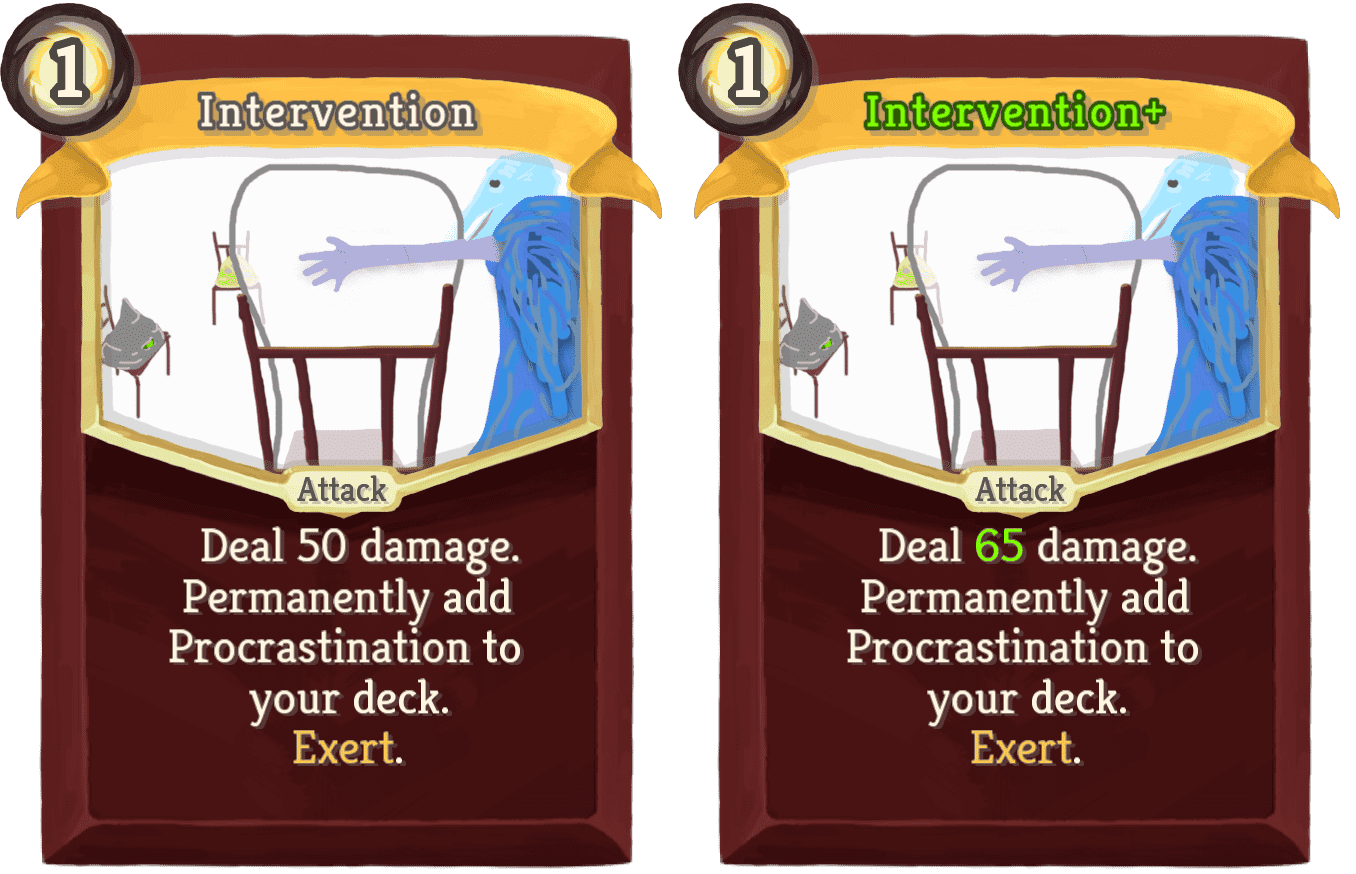 1
Intervention
Attack
Deal 50 damage.
Permanently add
Procrastination to
your deck.
Exert.
1
Intervention+
Attack
Deal 65 damage.
Permanently add
Procrastination to
your deck.
Exert.